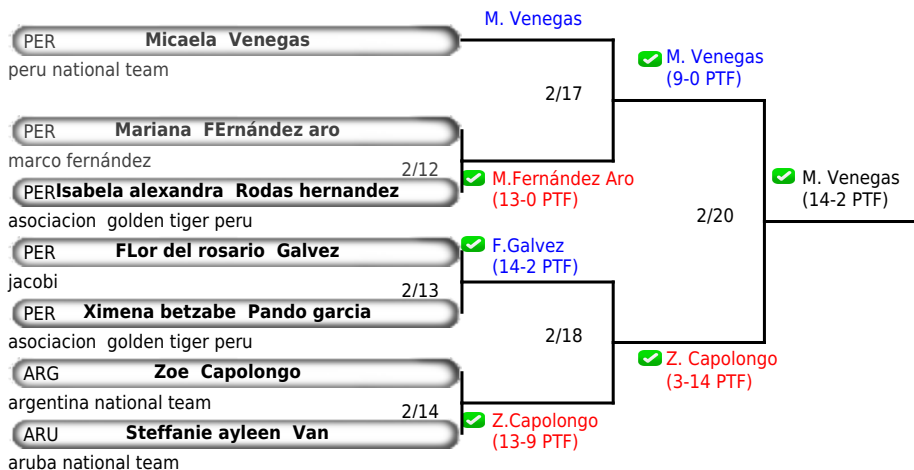 M. Venegas
PER Micaela Venegas
peru national team
M. Venegas
(9-0 PTF)
2/17
PER Mariana FErnández aro
marco fernández
2/12
PER Isabela alexandra Rodas hernandez
asociacion golden tiger peru
M.Fernández Aro
(13-0 PTF)
M. Venegas
(14-2 PTF)
2/20
PER FLor del rosario Galvez
jacobi
F.Galvez
(14-2 PTF)
2/13
PER Ximena betzabe Pando garcia
asociacion golden tiger peru
2/18
ARG Zoe Capolongo
argentina national team
Z. Capolongo
(3-14 PTF)
2/14
ARU Steffanie ayleen Van
aruba national team
Z.Capolongo
(13-9 PTF)